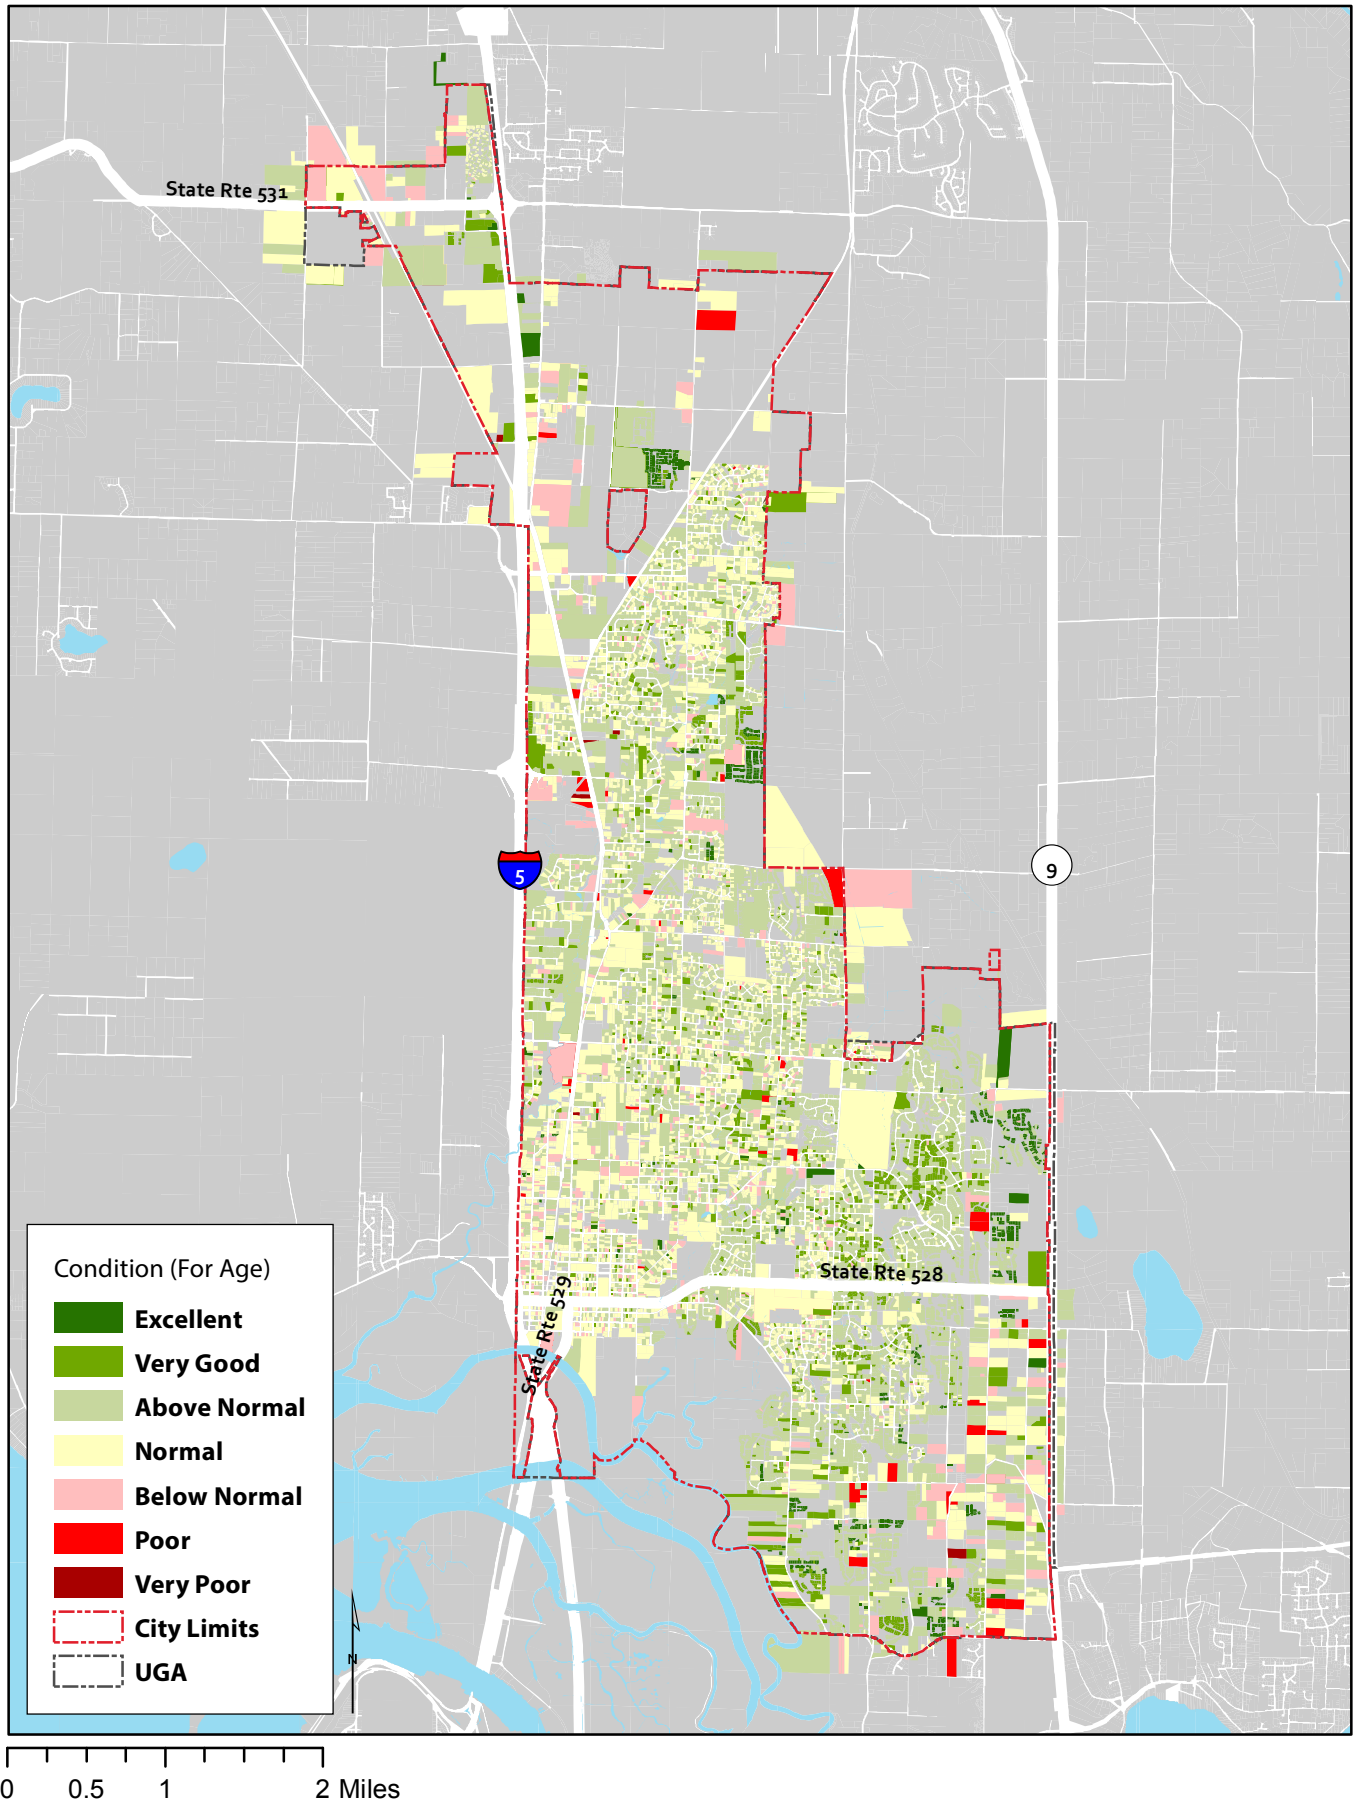 State Rte 531
5
9
State Rte 528
State Rte 529
Condition (For Age)
Excellent
Very Good
Above Normal
Normal
Below Normal
Poor
Very Poor
City Limits
UGA
N
0 0.5 1 2 Miles